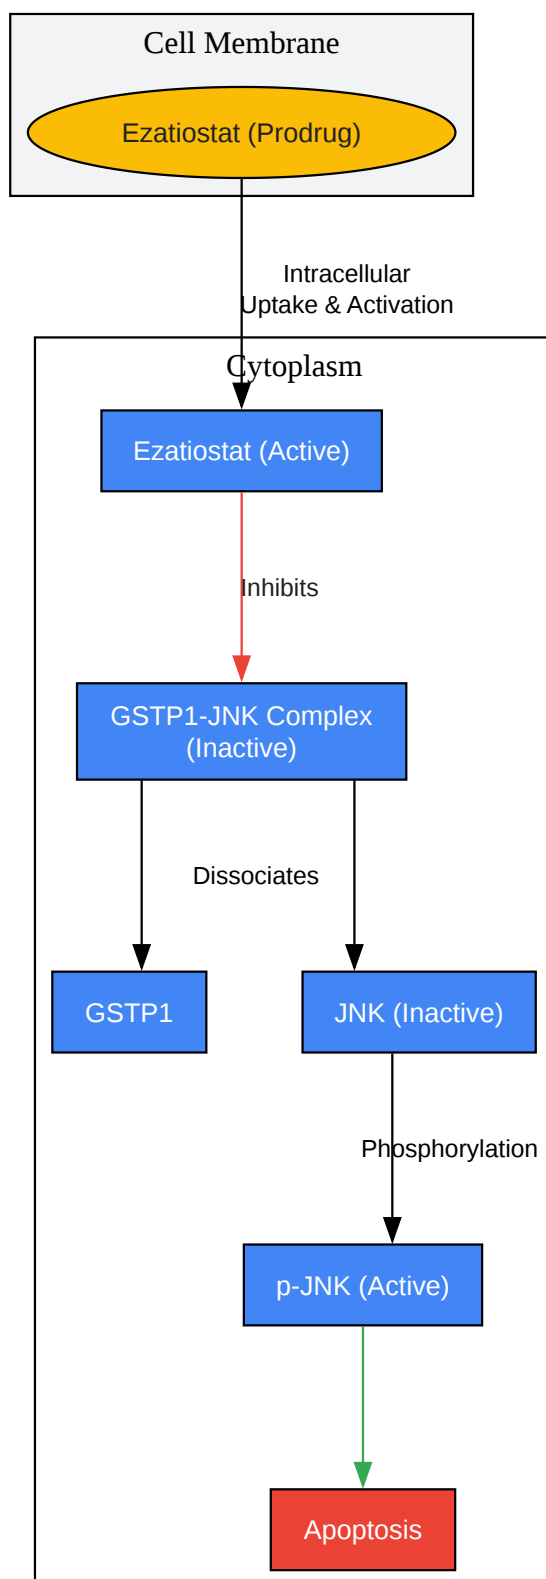 Cell Membrane
Ezatiostat (Prodrug)
Intracellular
Uptake & Activation
Cytoplasm
Ezatiostat (Active)
Inhibits
GSTP1-JNK Complex
(Inactive)
Dissociates
GSTP1
JNK (Inactive)
Phosphorylation
p-JNK (Active)
Apoptosis